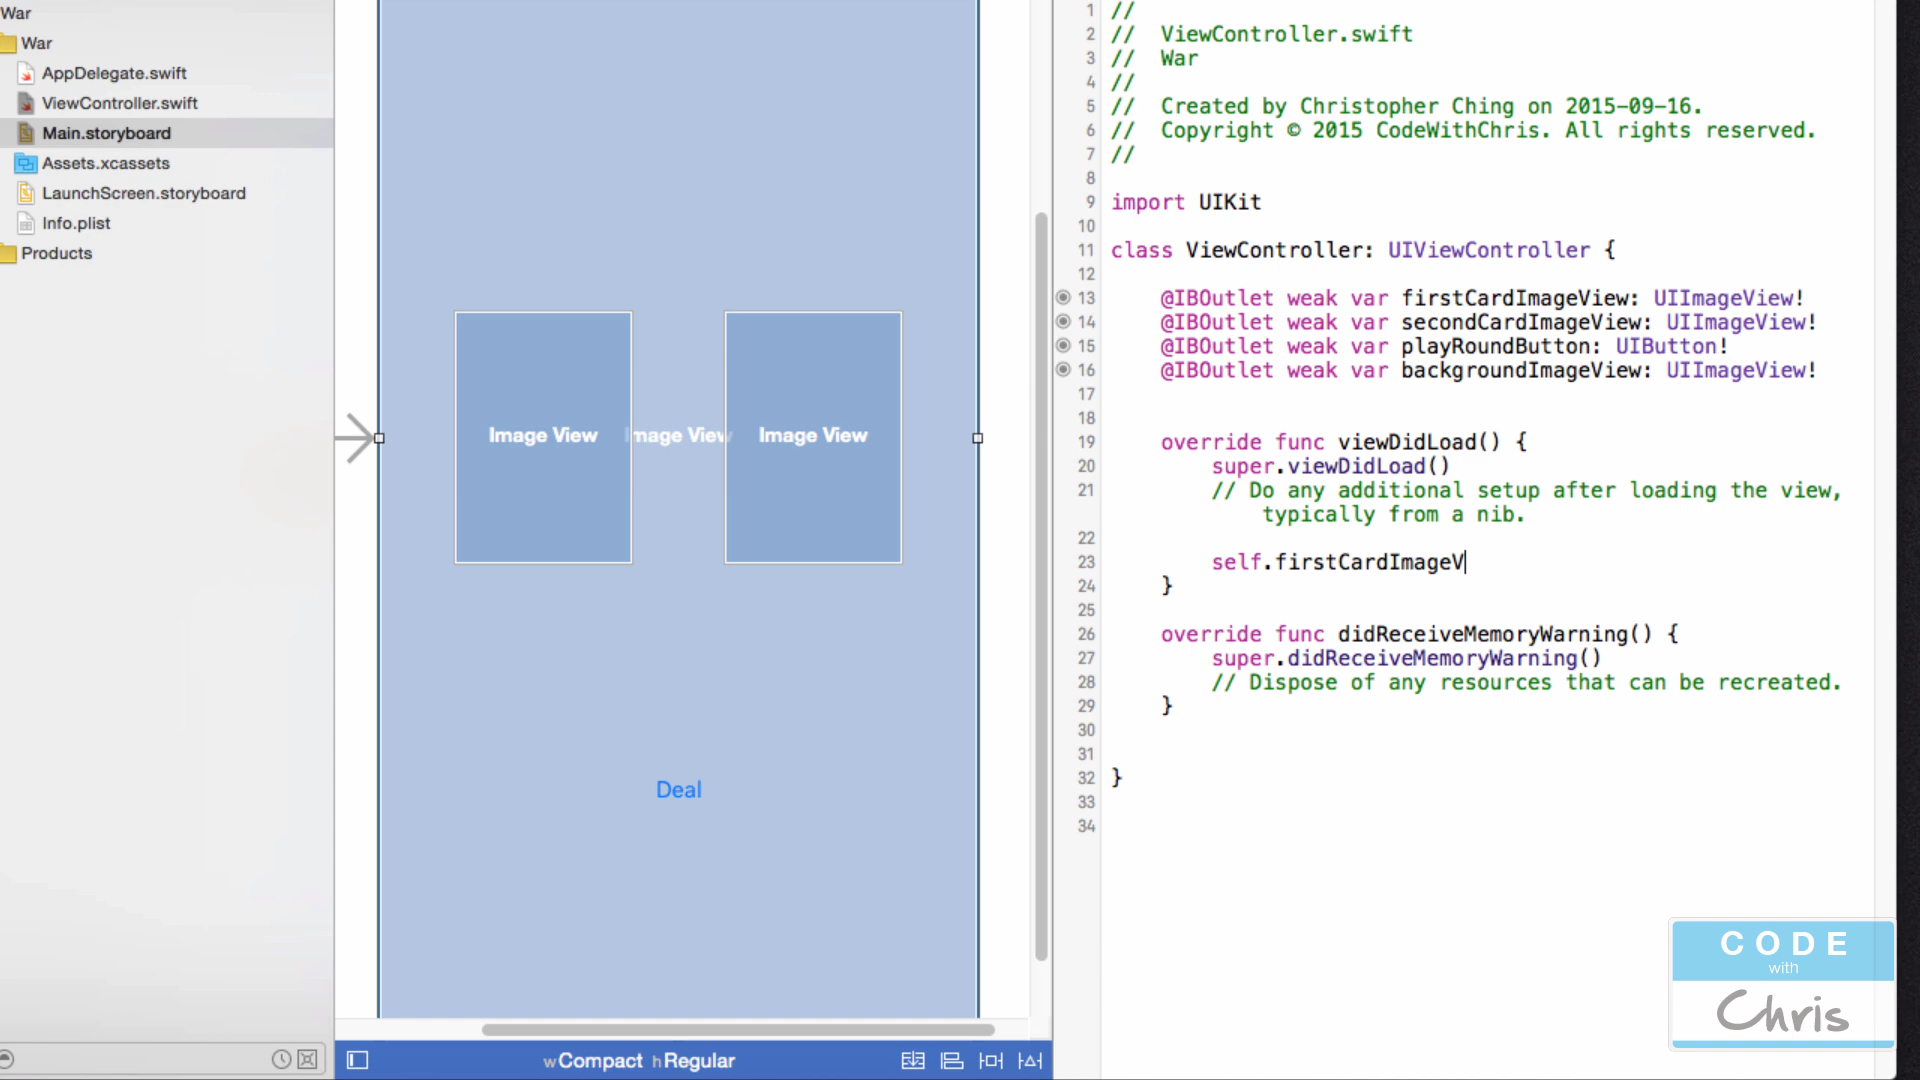 War
War
AppDelegate.swift
ViewController.swift
Main.storyboard
Assets.xcassets
LaunchScreen.storyboard
Info.plist
Products
Image View
Image View
Image View
Deal
wCompact hRegular
1 //
2 // ViewController.swift
3 // War
4 //
5 // Created by Christopher Ching on 2015-09-16.
6 // Copyright © 2015 CodeWithChris. All rights reserved.
7 //
8
9 import UIKit
10
11 class ViewController: UIViewController {
12
13 @IBOutlet weak var firstCardImageView: UIImageView!
14 @IBOutlet weak var secondCardImageView: UIImageView!
15 @IBOutlet weak var playRoundButton: UIButton!
16 @IBOutlet weak var backgroundImageView: UIImageView!
17
18
19 override func viewDidLoad() {
20 super.viewDidLoad()
21 // Do any additional setup after loading the view,
typically from a nib.
22
23 self.firstCardImageV
24 }
25
26 override func didReceiveMemoryWarning() {
27 super.didReceiveMemoryWarning()
28 // Dispose of any resources that can be recreated.
29 }
30
31
32 }
33
34
CODE
with
Chris